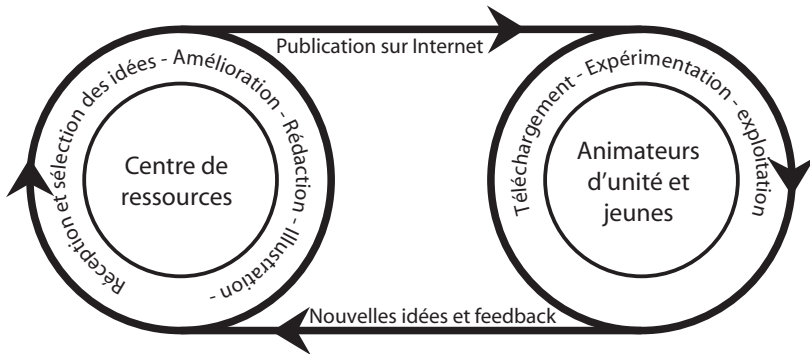 Publication sur Internet
Réception et sélection des idées - Amélioration - Rédaction - Illustration -
Centre de
ressources
Téléchargement - Expérimentation - exploitation
Animateurs
d'unité et
jeunes
Nouvelles idées et feedback